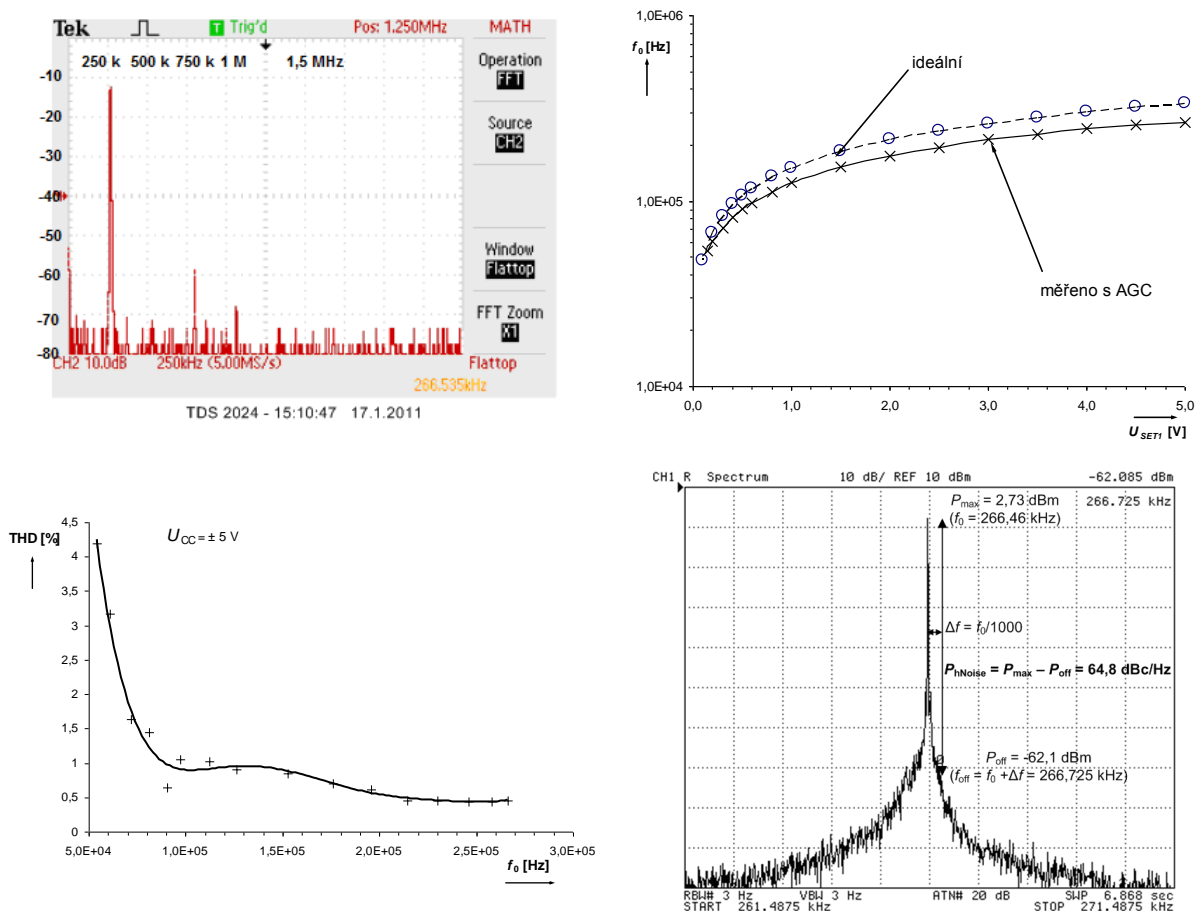 Tek T Trig'd Pos: 1.250MHz MATH
250 k 500 k 750 k 1 M 1,5 MHz
Operation
FFT
Source
CH2
Window
Flattop
FFT Zoom
X1
-10
-20
-30
-40
-50
-60
-70
-80
CH2 10.0dB 250kHz (5.00MS/s) Flattop
266.535kHz
TDS 2024 - 15:10:47 17.1.2011
1,0E+06
f0 [Hz]
ideální
1,0E+05
měřeno s AGC
1,0E+04
0,0 1,0 2,0 3,0 4,0 5,0
USET1 [V]
THD [%]
UCC = ± 5 V
4,5
4
3,5
3
2,5
2
1,5
1
0,5
0
5,0E+04 1,0E+05 1,5E+05 2,0E+05 2,5E+05 3,0E+05
f0 [Hz]
CH1 R Spectrum 10 dB/ REF 10 dBm -62.085 dBm
266.725 kHz
Pmax = 2,73 dBm
(f0 = 266,46 kHz)
Δf = f0/1000
PhNoise = Pmax – Poff = 64,8 dBc/Hz
Poff = -62,1 dBm
(foff = f0 +Δf = 266,725 kHz)
RBW# 3 Hz VBW 3 Hz ATN# 20 dB SWP 6.868 sec
START 261.4875 kHz STOP 271.4875 kHz